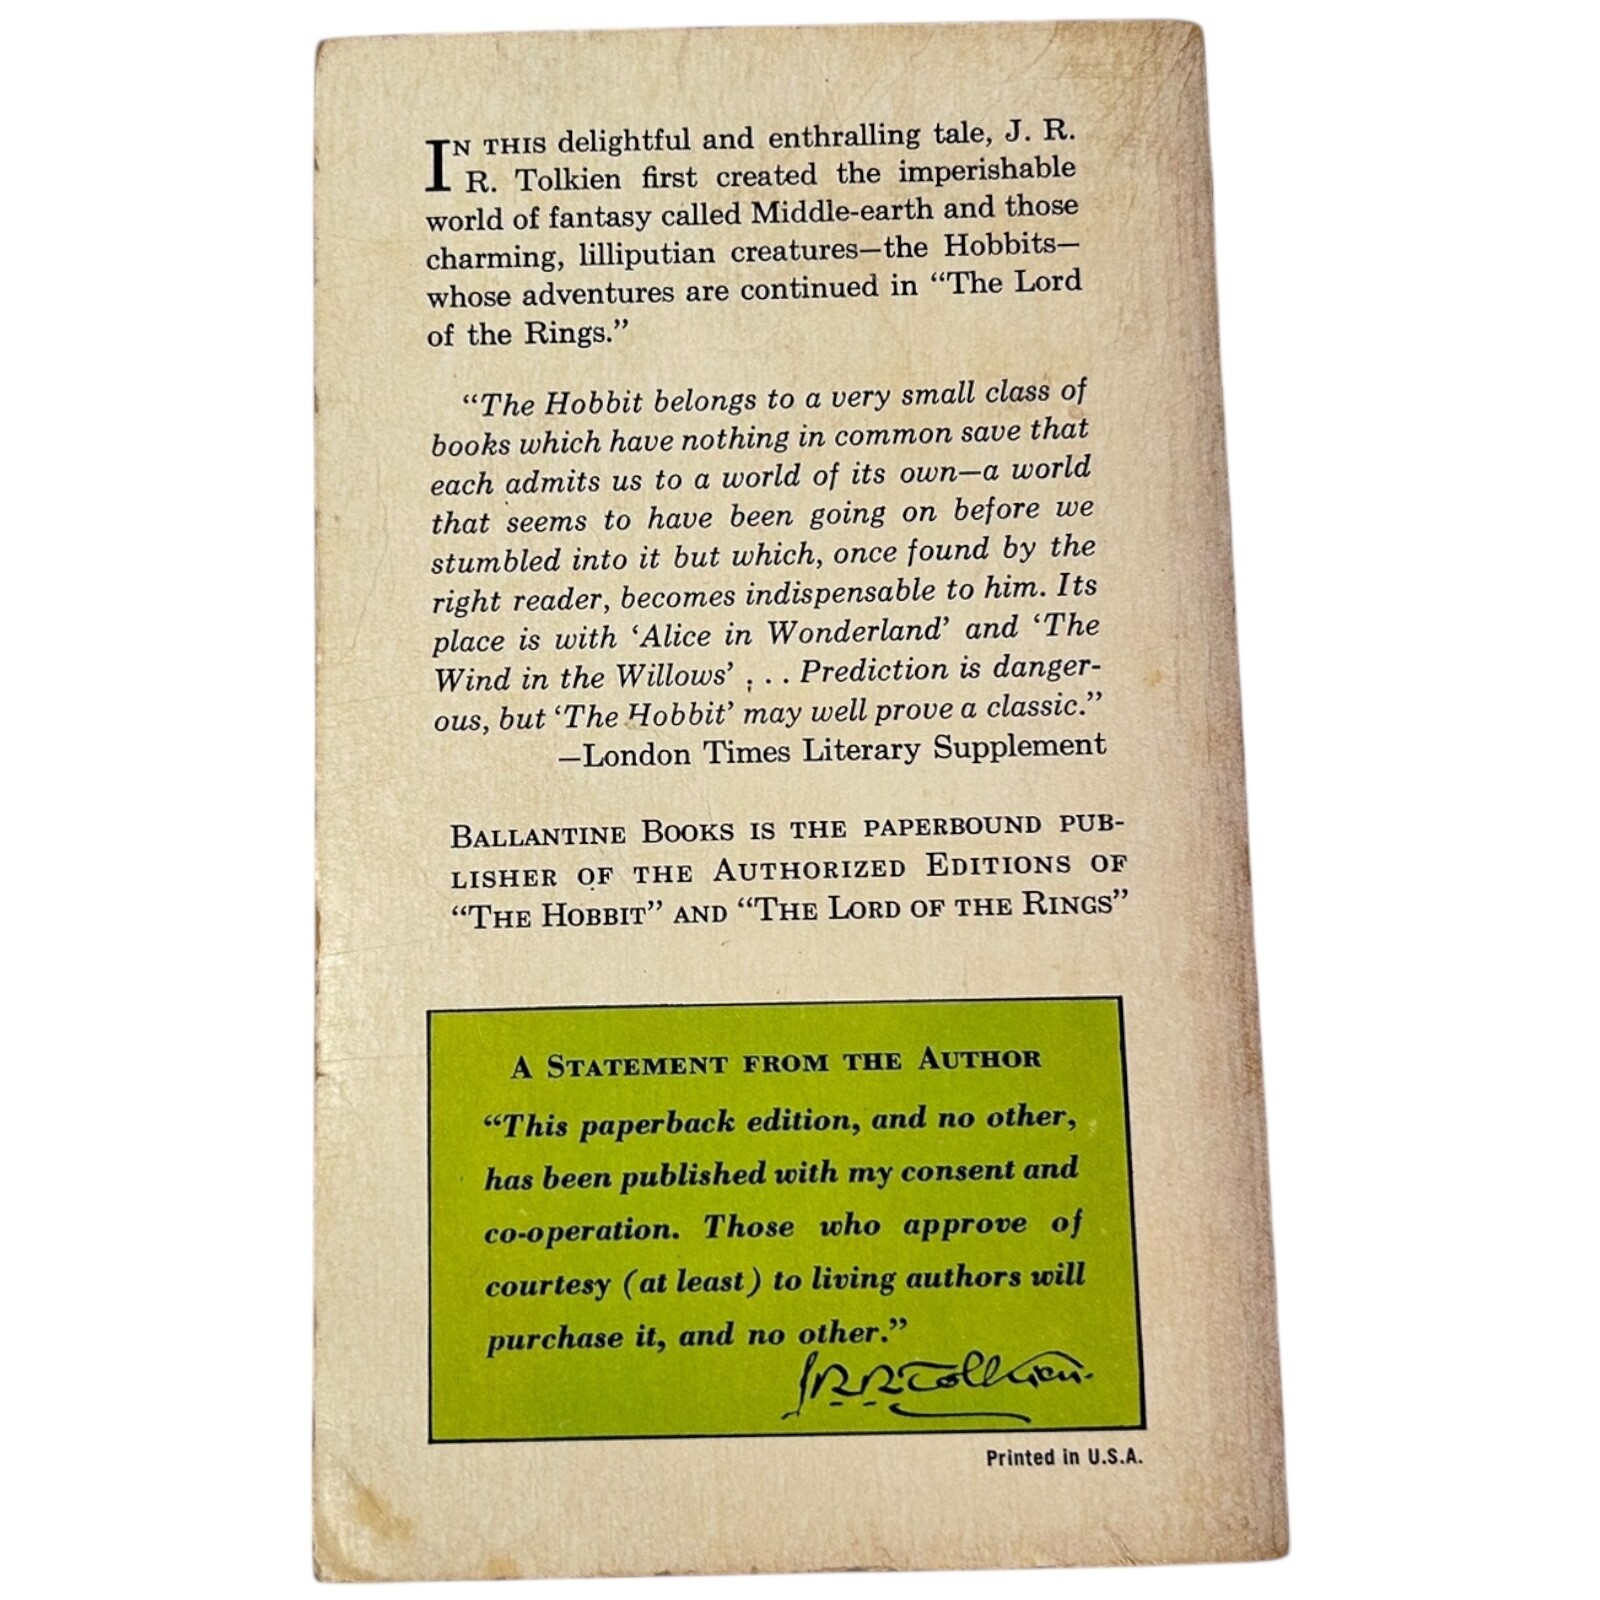 IN THIS delightful and enthralling tale, J. R.
R. Tolkien first created the imperishable
world of fantasy called Middle-earth and those
charming, lilliputian creatures—the Hobbits—
whose adventures are continued in “The Lord
of the Rings.”
“The Hobbit belongs to a very small class of
books which have nothing in common save that
each admits us to a world of its own—a world
that seems to have been going on before we
stumbled into it but which, once found by the
right reader, becomes indispensable to him. Its
place is with ‘Alice in Wonderland’ and ‘The
Wind in the Willows’ . . . Prediction is danger-
ous, but ‘The Hobbit’ may well prove a classic.”
—London Times Literary Supplement
BALLANTINE BOOKS IS THE PAPERBOUND PUB-
LISHER OF THE AUTHORIZED EDITIONS OF
“THE HOBBIT” AND “THE LORD OF THE RINGS”
A STATEMENT FROM THE AUTHOR
“This paperback edition, and no other,
has been published with my consent and
co-operation. Those who approve of
courtesy (at least) to living authors will
purchase it, and no other.”
J.R.R. Tolkien.
Printed in U.S.A.